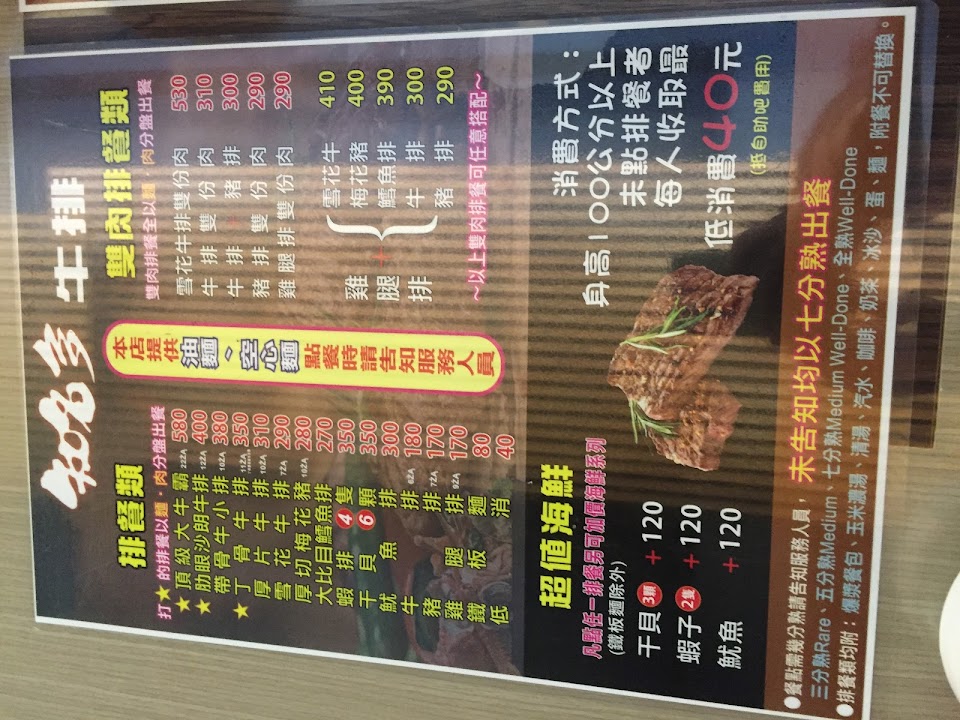 牛排
排餐類
打★的排餐以麵·肉分盤出餐
★頂級大牛霸 580
★肋眼沙朗牛排 400
帶骨牛小排 380
★丁骨牛排 350
厚片牛排 310
雪花牛排 290
厚切梅花豬 280
大比目鱈魚排 270
蝦排 4 隻 350
干貝 6 顆 350
魷魚 300
牛排 180
豬排 170
雞腿排 170
鐵板麵 80
低消 40
本店提供
油麵、空心麵
點餐時請告知服務人員
雙肉排餐類
雙肉排餐全以麵·肉分盤出餐
雪花牛排雙份肉 530
牛排雙份肉 310
牛排+豬排 300
豬排雙份肉 290
雞腿排雙份肉 290
雞腿排+
雪花牛 410
梅花豬 400
鱈魚排 390
牛排 300
豬排 290
~以上雙肉排餐可任意搭配~
超值海鮮
凡點任一排餐另可加價海鮮系列
(鐵板麵除外)
干貝 3顆 +120
蝦子 2隻 +120
魷魚 +120
消費方式：
身高100公分以上
未點排餐者
每人收取最
低消費40元
(抵自助吧費用)
●餐點需幾分熟請告知服務人員，未告知均以七分熟出餐
三分熟Rare、五分熟Medium、七分熟Medium Well-Done、全熟Well-Done
●排餐類均附：爆漿餐包、玉米濃湯、清湯、汽水、咖啡、奶茶、冰沙、蛋、麵，附餐不可替換。